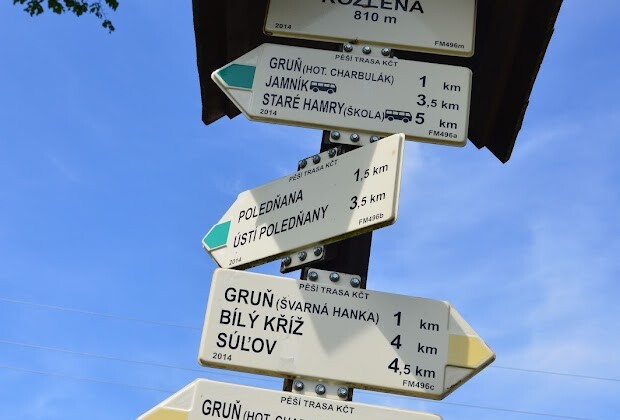 810 m
2014 FM496m
PĚŠÍ TRASA KČT
GRUŇ (HOT. CHARBULÁK) 1 km
JAMNÍK 3,5 km
STARÉ HAMRY (ŠKOLA) 5 km
2014 FM496a
PĚŠÍ TRASA KČT
POLEDŇANA 1,5 km
ÚSTÍ POLEDŇANY 3,5 km
2014 FM496b
PĚŠÍ TRASA KČT
GRUŇ (ŠVARNÁ HANKA) 1 km
BÍLÝ KŘÍŽ 4 km
SÚĽOV 4,5 km
2014 FM496c
PĚŠÍ TRASA KČT
GRUŇ